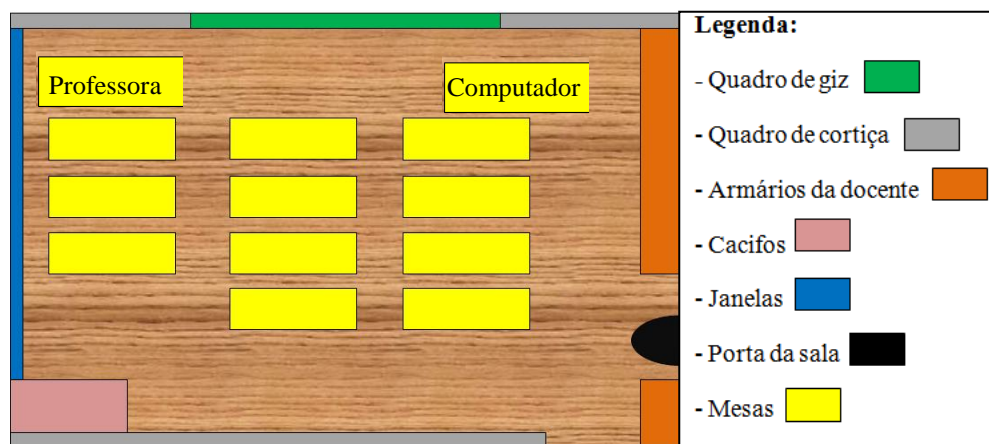 Professora
Computador
Legenda:
- Quadro de giz
- Quadro de cortiça
- Armários da docente
- Cacifos
- Janelas
- Porta da sala
- Mesas